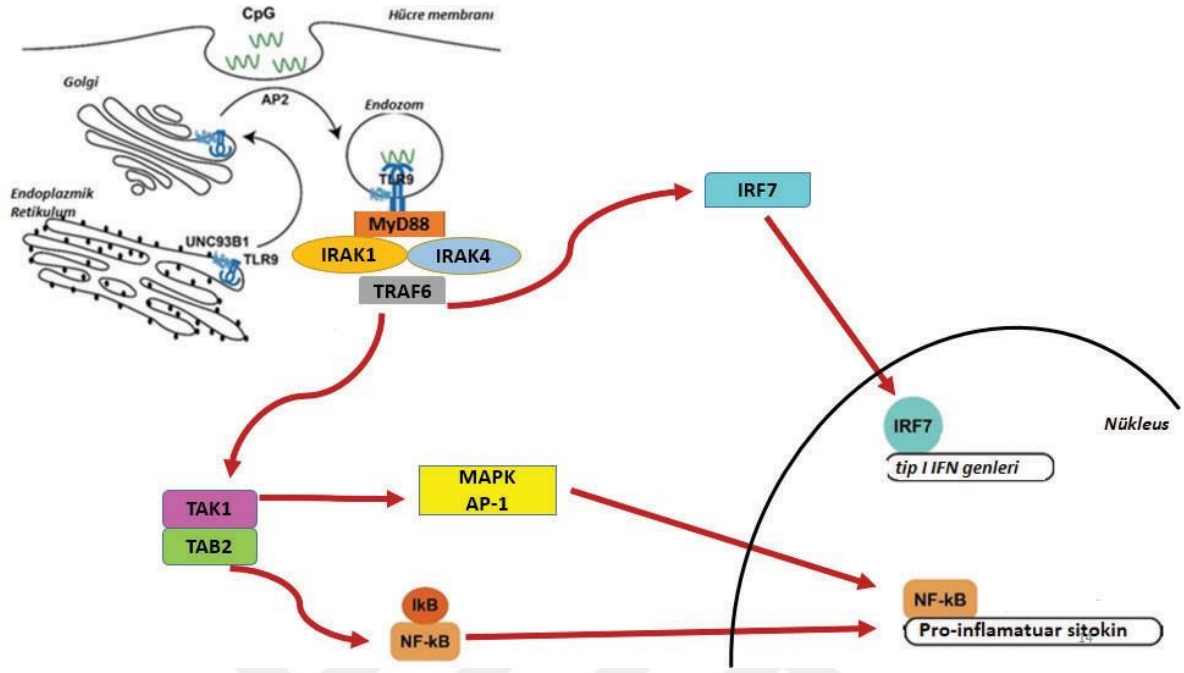 CpG
Hücre membranı
Golgi
AP2
Endozom
TLR9
Endoplazmik
Retikulum
UNC93B1
TLR9
MyD88
IRAK1
IRAK4
TRAF6
IRF7
IRF7
Nükleus
tip I IFN genleri
TAK1
TAB2
MAPK
AP-1
IkB
NF-kB
NF-kB
Pro-inflamatuar sitokin
14